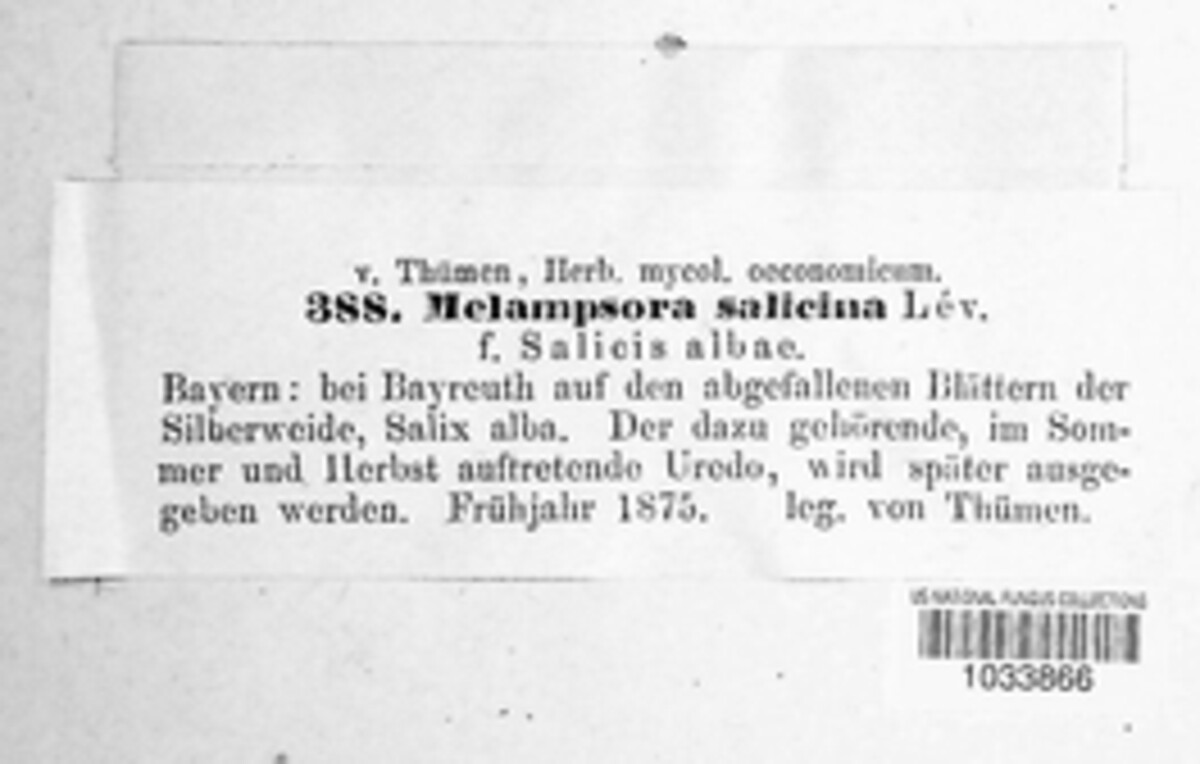 v. Thümen, Herb. mycol. oeconomicum.
388. Melampsora salicina Lév.
f. Salicis albae.
Bayern: bei Bayreuth auf den abgefallenen Blättern der
Silberweide, Salix alba. Der dazu gehörende, im Som-
mer und Herbst auftretende Uredo, wird später ausge-
geben werden. Frühjahr 1875. leg. von Thümen.
US NATIONAL FUNGUS COLLECTIONS
1033866